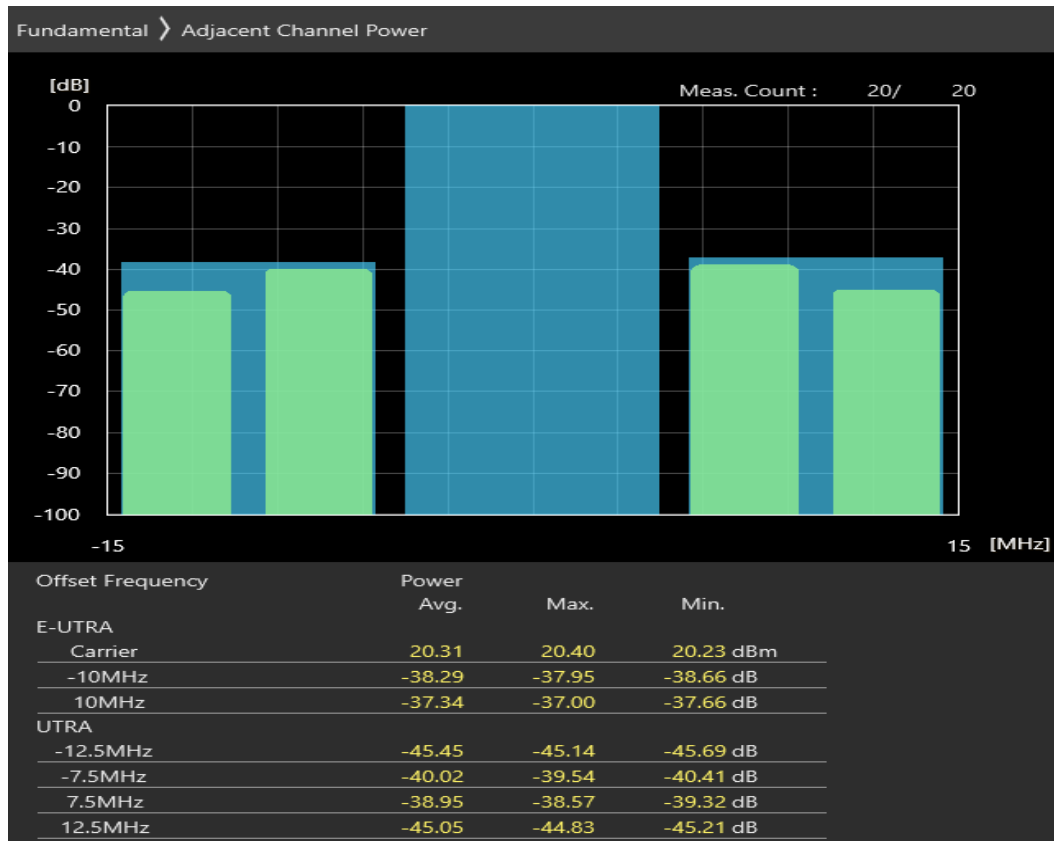 Fundamental 〉 Adjacent Channel Power
[dB]
Meas. Count : 20/ 20
0
-10
-20
-30
-40
-50
-60
-70
-80
-90
-100
-15 15 [MHz]
Offset Frequency Power
Avg. Max. Min.
E-UTRA
Carrier 20.31 20.40 20.23 dBm
-10MHz -38.29 -37.95 -38.66 dB
10MHz -37.34 -37.00 -37.66 dB
UTRA
-12.5MHz -45.45 -45.14 -45.69 dB
-7.5MHz -40.02 -39.54 -40.41 dB
7.5MHz -38.95 -38.57 -39.32 dB
12.5MHz -45.05 -44.83 -45.21 dB